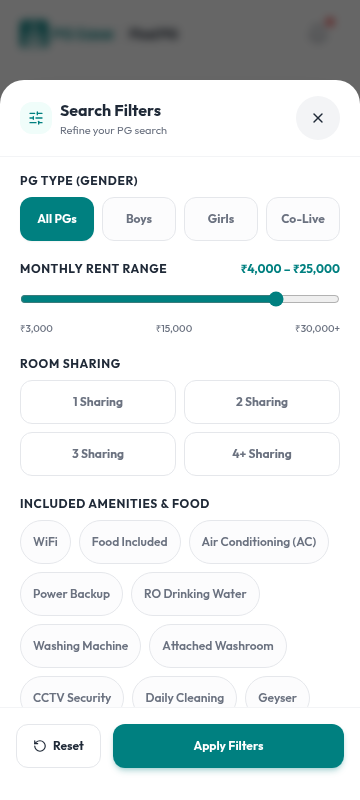 Search Filters
Refine your PG search
PG TYPE (GENDER)
All PGs Boys Girls Co-Live
MONTHLY RENT RANGE ₹4,000 – ₹25,000
₹3,000 ₹15,000 ₹30,000+
ROOM SHARING
1 Sharing 2 Sharing
3 Sharing 4+ Sharing
INCLUDED AMENITIES & FOOD
WiFi Food Included Air Conditioning (AC)
Power Backup RO Drinking Water
Washing Machine Attached Washroom
CCTV Security Daily Cleaning Geyser
Reset Apply Filters